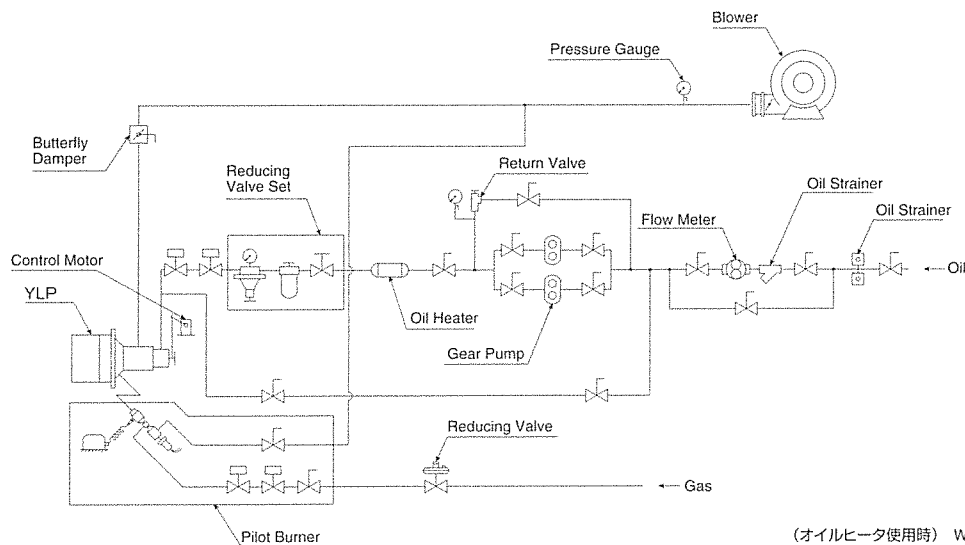 Blower
Pressure Gauge
Butterfly
Damper
Reducing
Valve Set
Return Valve
Oil Strainer
Flow Meter
Oil Strainer
Control Motor
Oil
YLP
Oil Heater
Gear Pump
Reducing Valve
Gas
Pilot Burner
(オイルヒータ使用時) W